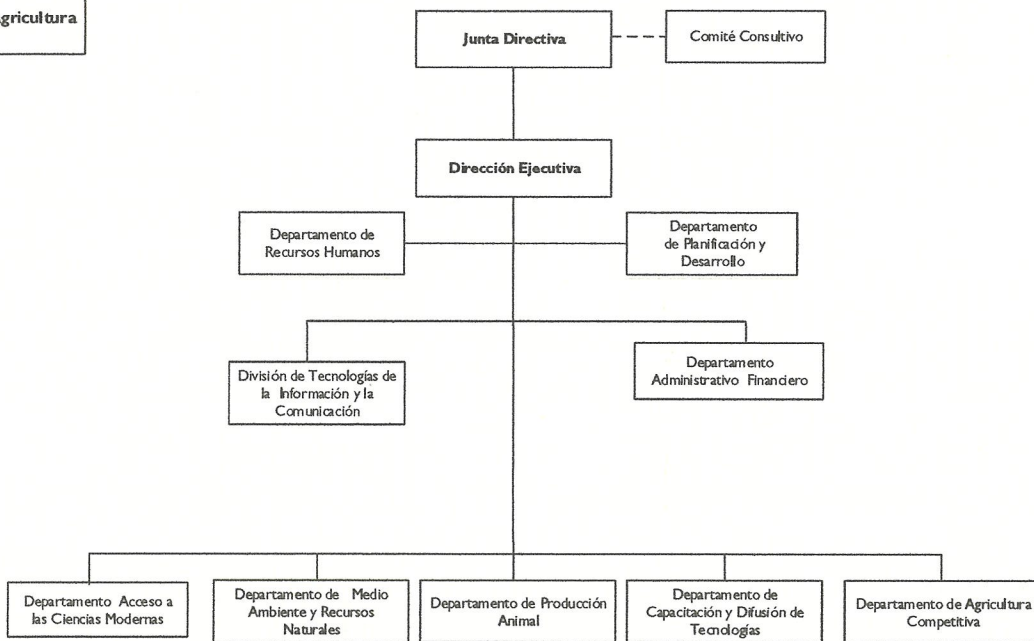 gricultura
Junta Directiva
Comité Consultivo
Dirección Ejecutiva
Departamento de
Recursos Humanos
Departamento
de Planificación y
Desarrollo
División de Tecnologías de
la Información y la
Comunicación
Departamento
Administrativo Financiero
Departamento Acceso a
las Ciencias Modernas
Departamento de Medio
Ambiente y Recursos
Naturales
Departamento de Producción
Animal
Departamento de
Capacitación y Difusión de
Tecnologías
Departamento de Agricultura
Competitiva